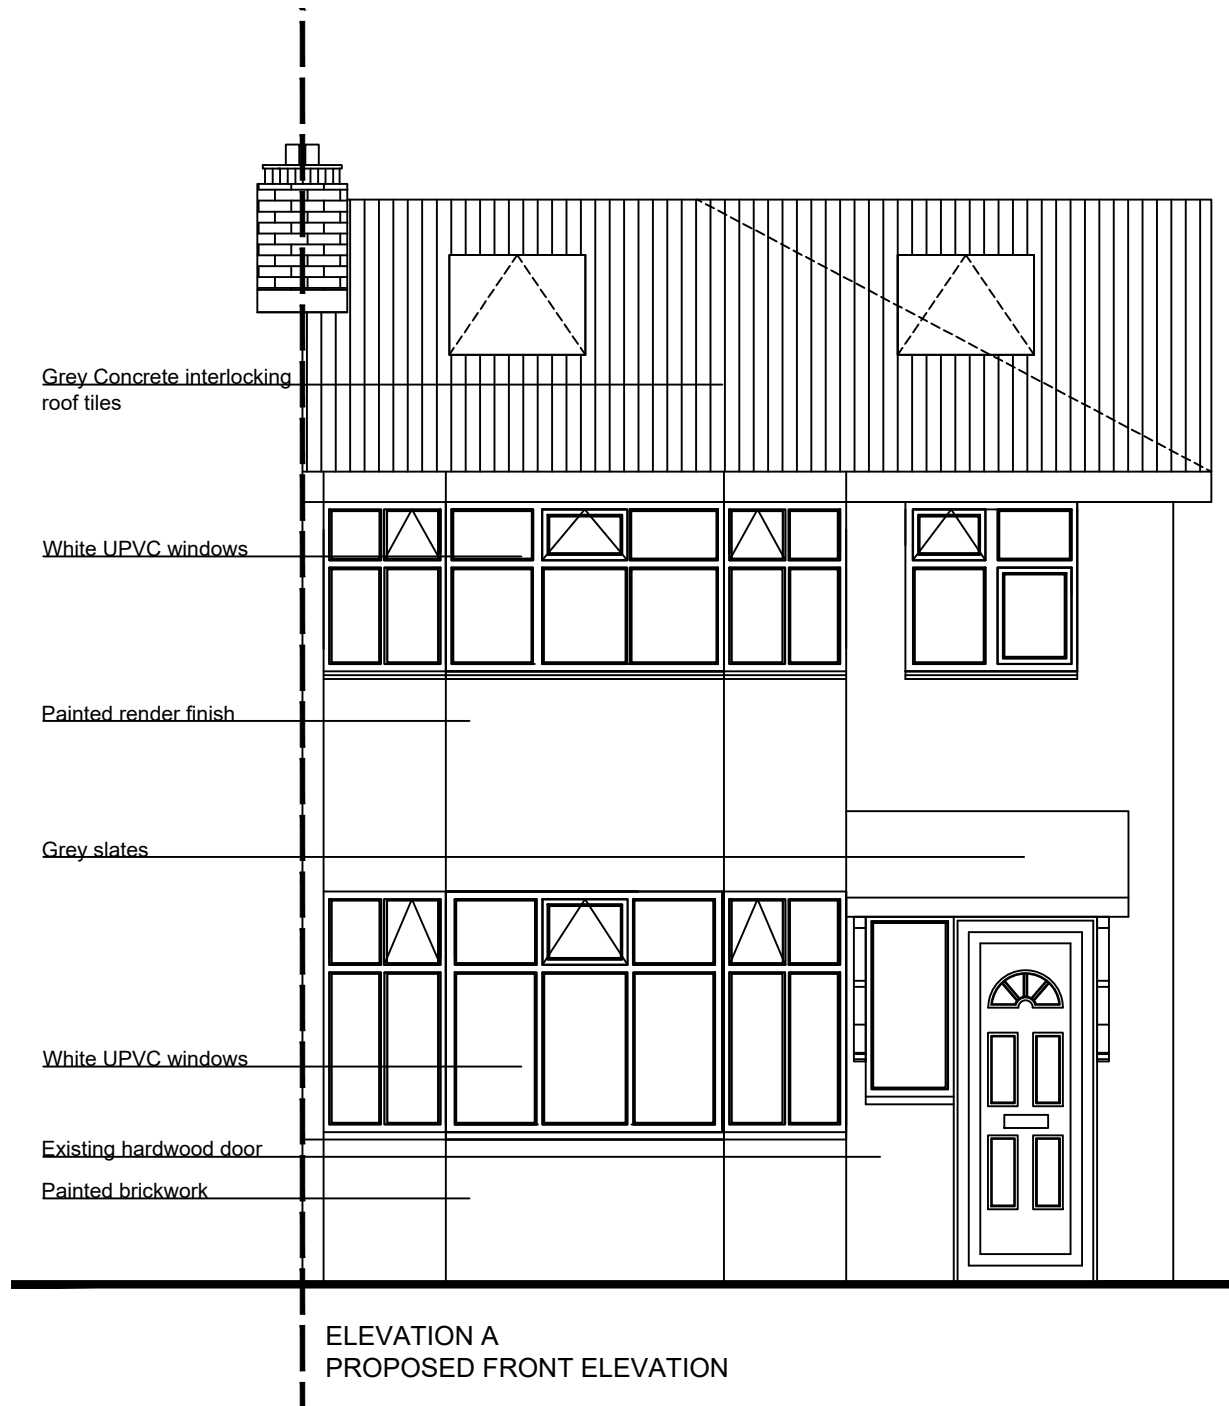 Grey Concrete interlocking
roof tiles
White UPVC windows
Painted render finish
Grey slates
White UPVC windows
Existing hardwood door
Painted brickwork
ELEVATION A
PROPOSED FRONT ELEVATION